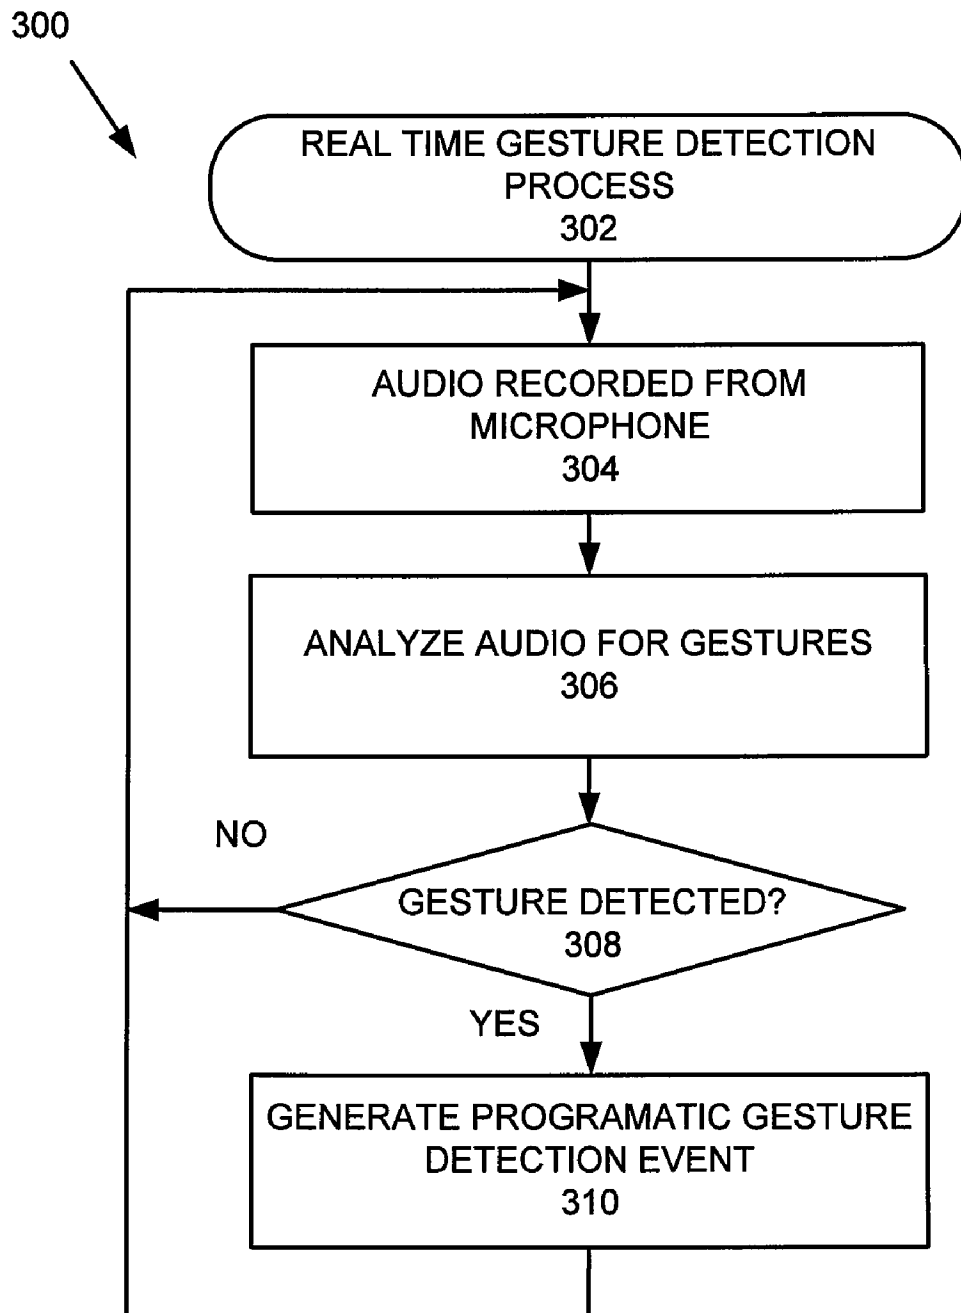 300
REAL TIME GESTURE DETECTION
PROCESS
302
AUDIO RECORDED FROM
MICROPHONE
304
ANALYZE AUDIO FOR GESTURES
306
NO
GESTURE DETECTED?
308
YES
GENERATE PROGRAMATIC GESTURE
DETECTION EVENT
310